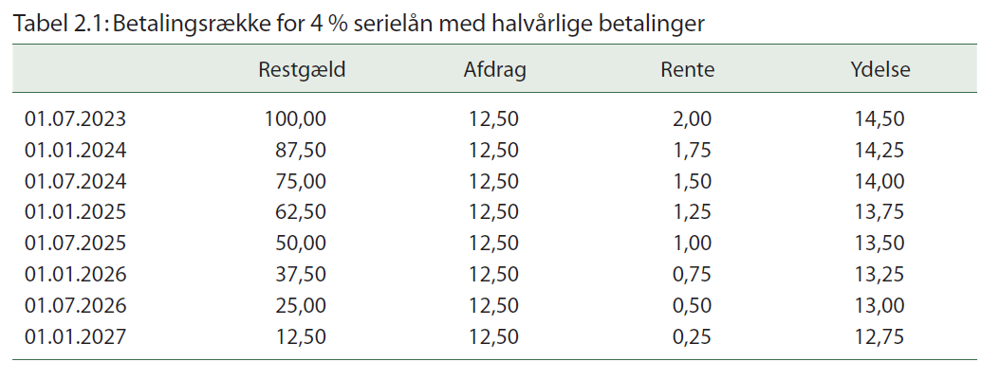 Tabel 2.1: Betalingsrække for 4 % serielån med halvårlige betalinger
Restgæld Afdrag Rente Ydelse
01.07.2023 100,00 12,50 2,00 14,50
01.01.2024 87,50 12,50 1,75 14,25
01.07.2024 75,00 12,50 1,50 14,00
01.01.2025 62,50 12,50 1,25 13,75
01.07.2025 50,00 12,50 1,00 13,50
01.01.2026 37,50 12,50 0,75 13,25
01.07.2026 25,00 12,50 0,50 13,00
01.01.2027 12,50 12,50 0,25 12,75